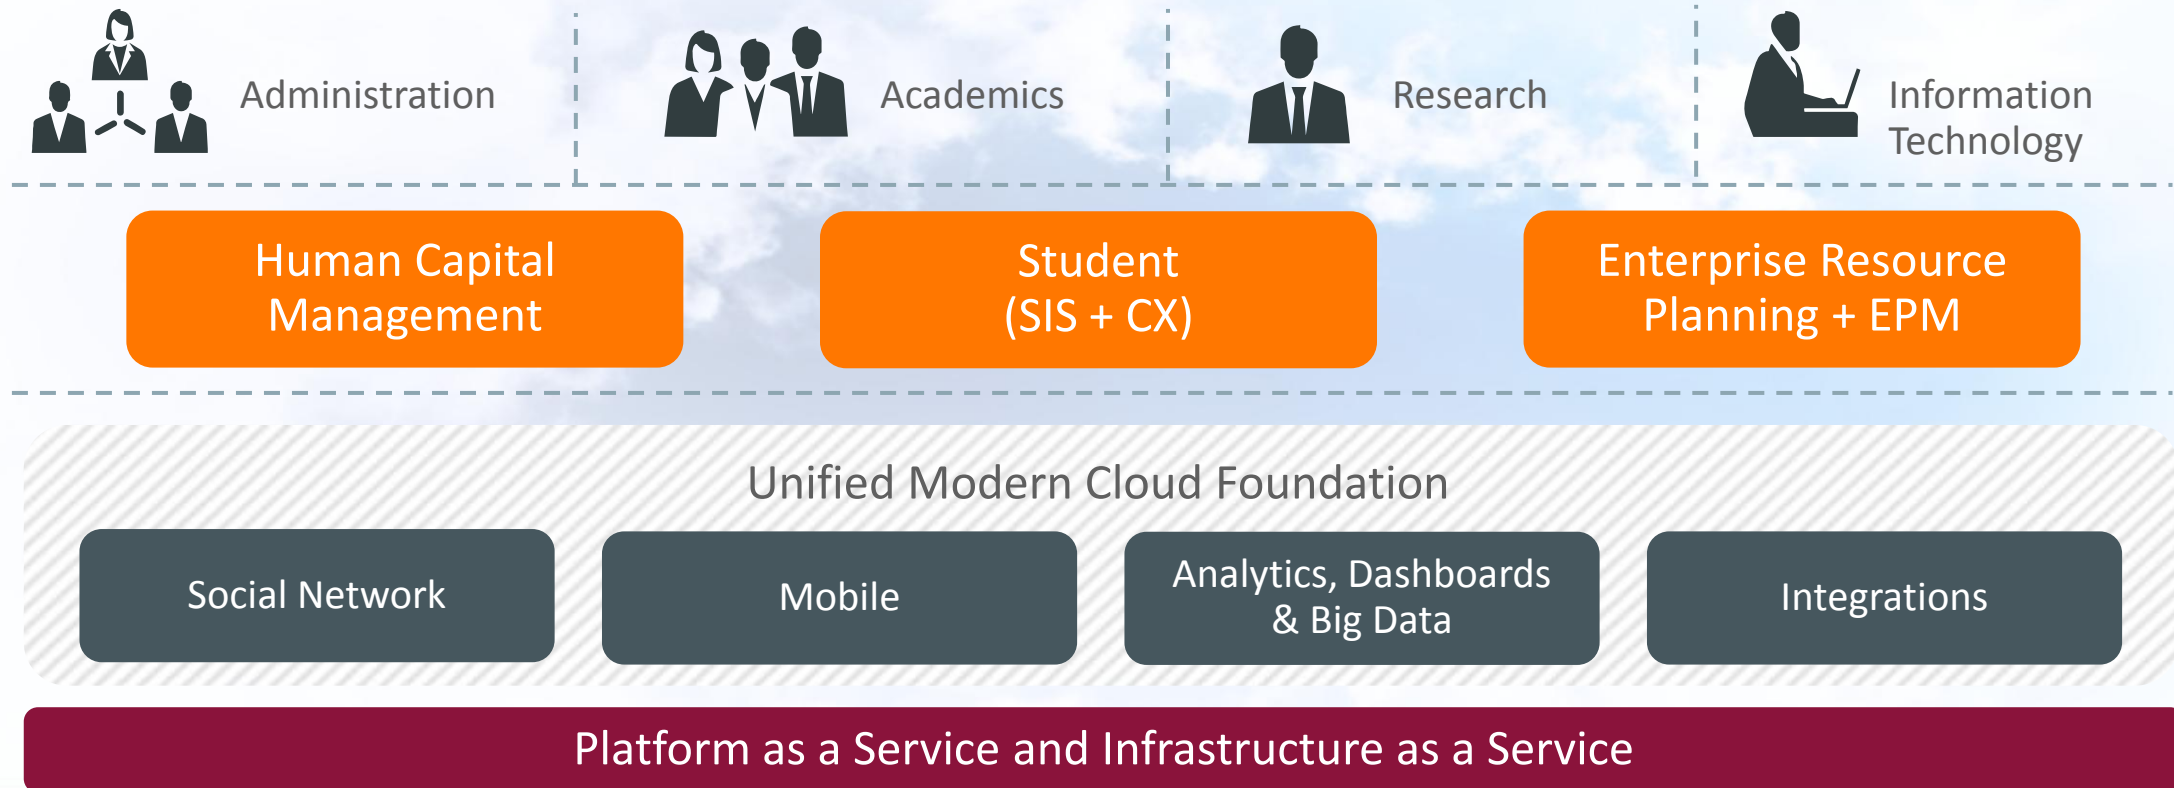 Administration
Academics
Research
Information
Technology
Human Capital
Management
Student
(SIS + CX)
Enterprise Resource
Planning + EPM
Unified Modern Cloud Foundation
Social Network
Mobile
Analytics, Dashboards
& Big Data
Integrations
Platform as a Service and Infrastructure as a Service